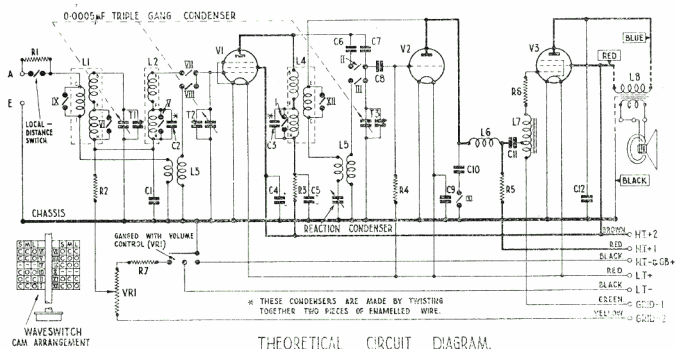 0·0005μF TRIPLE GANG CONDENSER
R1
A
E
LOCAL-
DISTANCE
SWITCH
L1
IX
T1
R2
L2
VII
VIII
V
C2
T2
C1
L3
V1
L4
XII
C3
C4
R3
C5
C6
C7
II
III
C8
T3
L5
V2
R4
C10
C9
L6
R5
C11
L7
R6
V3
C12
RED
BLUE
L8
BLACK
CHASSIS
REACTION CONDENSER
GANGED WITH VOLUME
CONTROL (VR1)
R7
VR1
S M L
WAVESWITCH
CAM ARRANGEMENT
* THESE CONDENSERS ARE MADE BY TWISTING
TOGETHER TWO PIECES OF ENAMELLED WIRE.
BROWN HT+2
RED HT+1
BLACK HT-&GB+
RED LT+
BLACK LT-
GREEN GRID-1
YELLOW GRID-2
THEORETICAL CIRCUIT DIAGRAM.